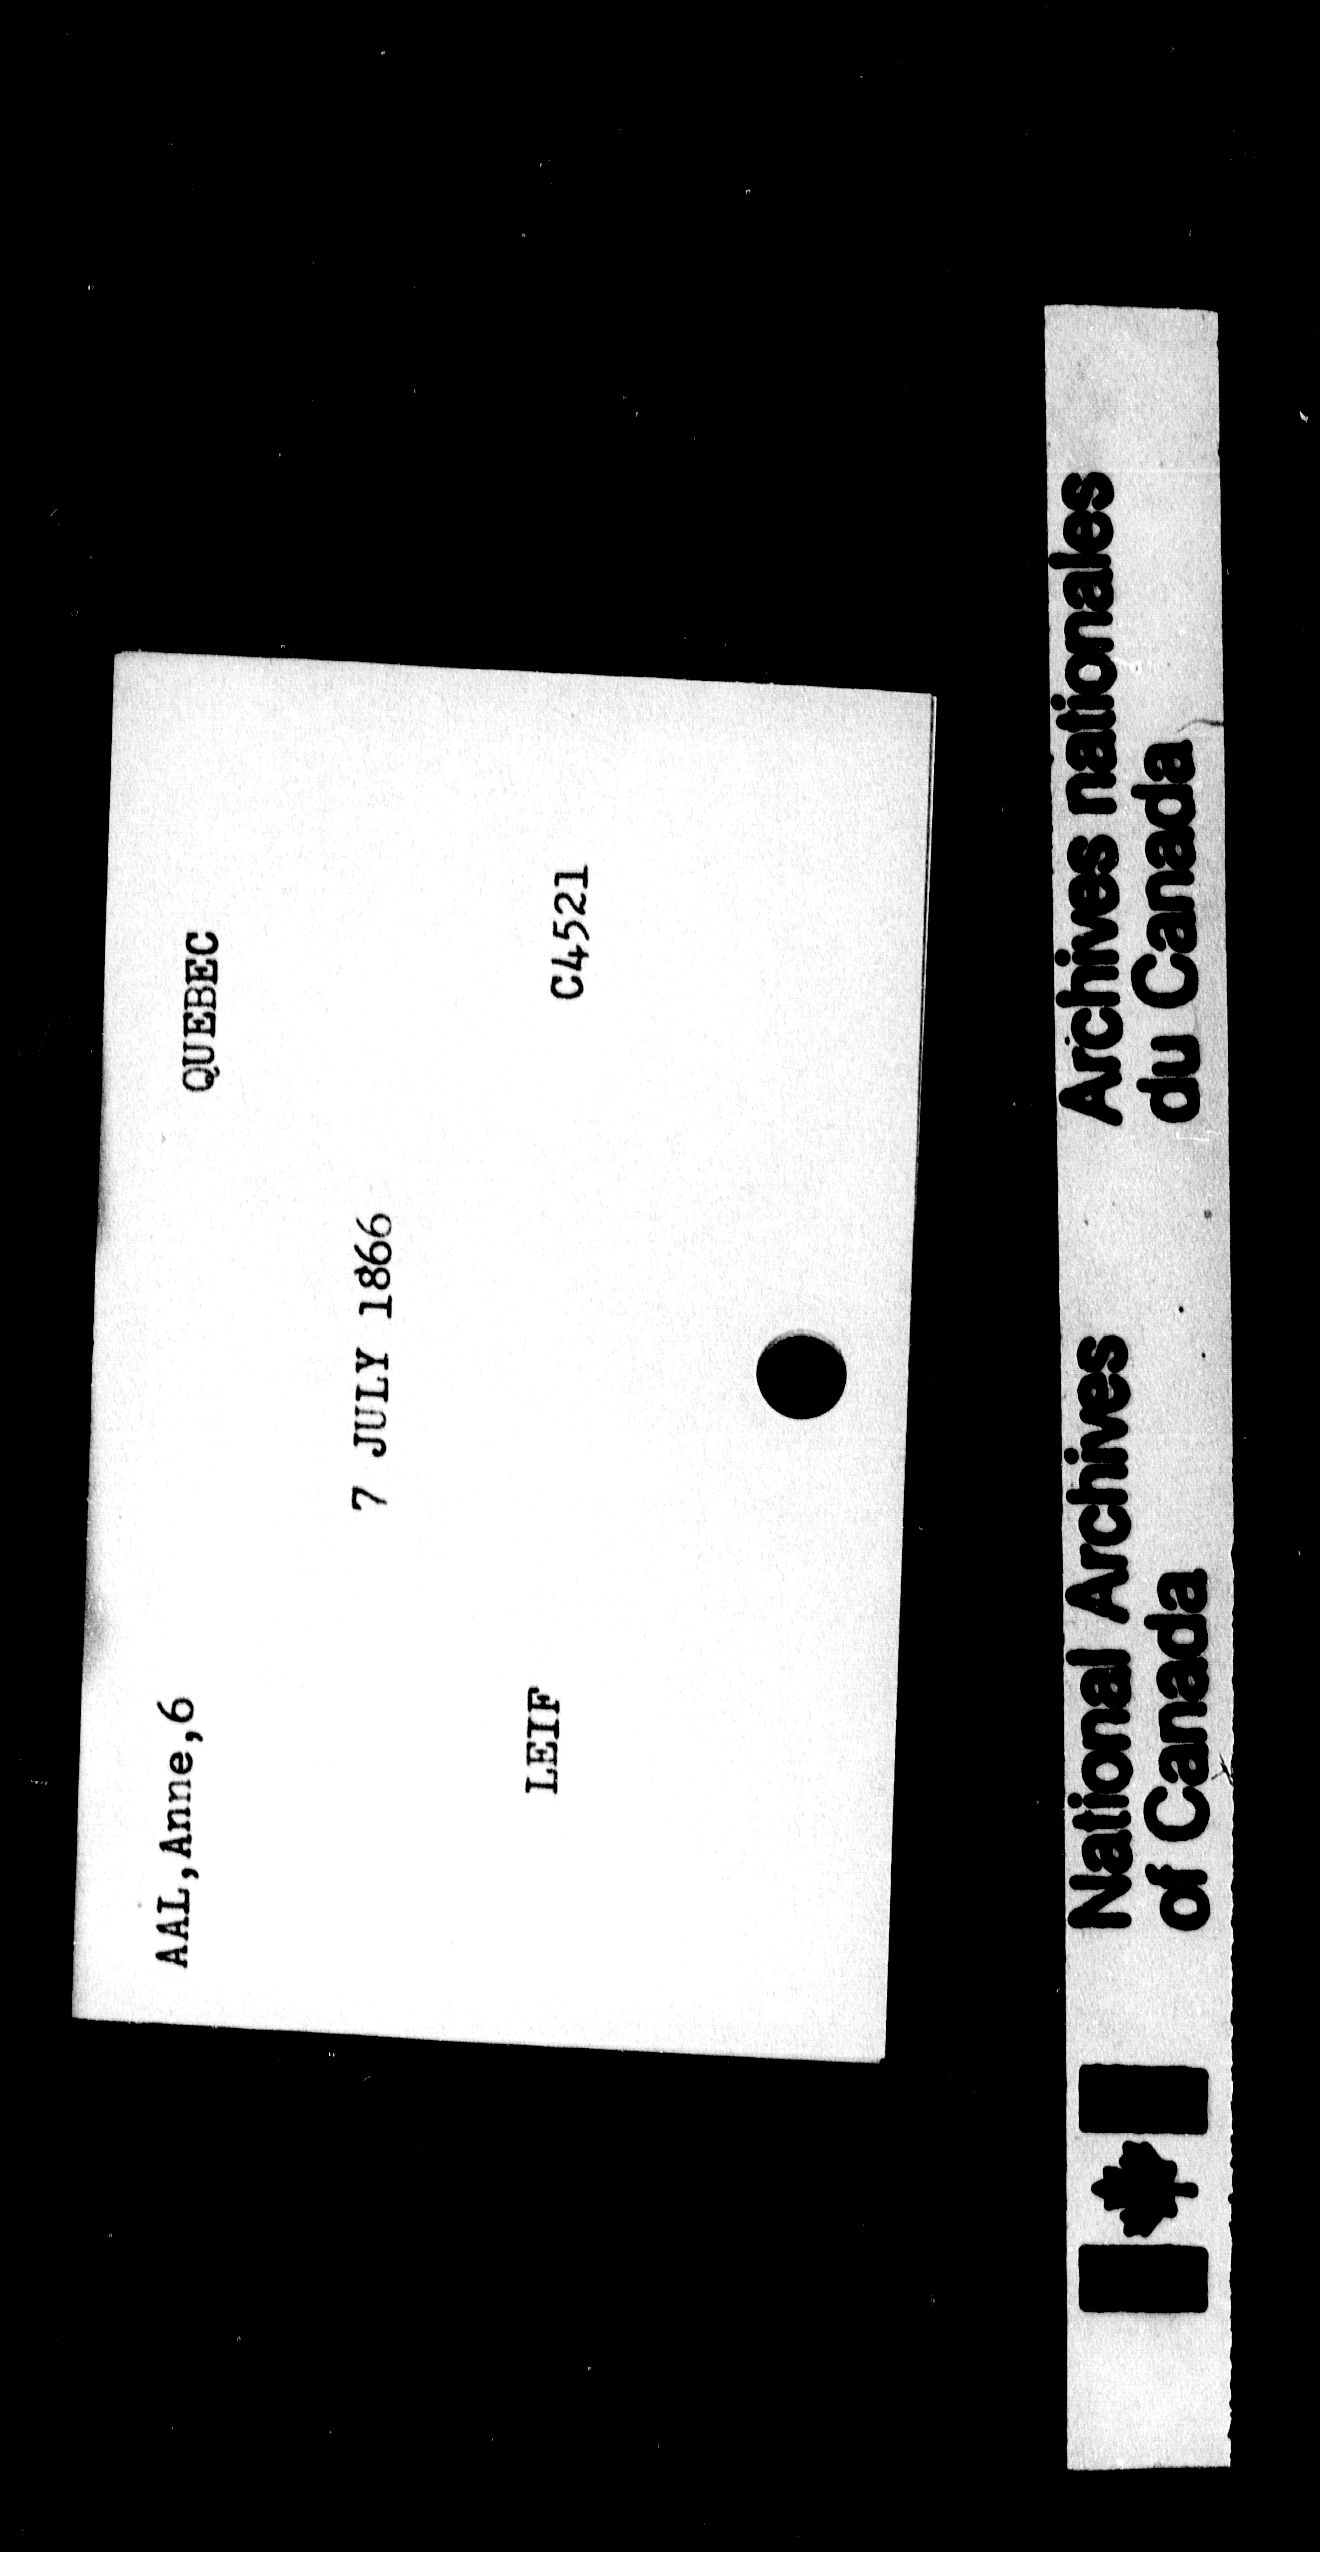 AAL,Anne,6
QUEBEC
7 JULY 1866
LEIF
C4521
National Archives
of Canada
Archives nationales
du Canada